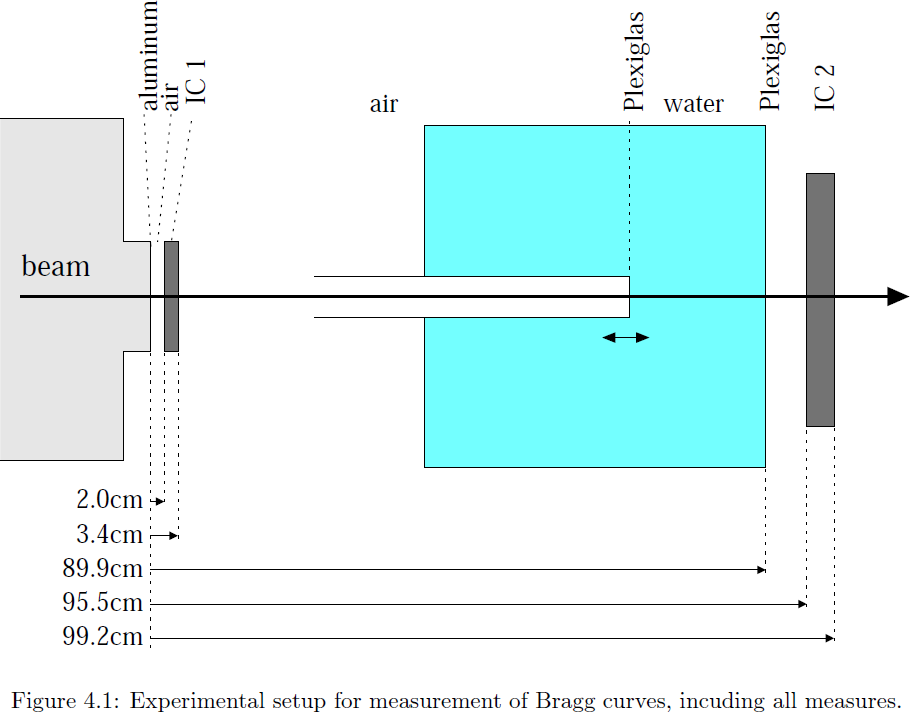 aluminum
air
IC 1
air
Plexiglas
water
Plexiglas
IC 2
beam
2.0cm
3.4cm
89.9cm
95.5cm
99.2cm
Figure 4.1: Experimental setup for measurement of Bragg curves, incuding all measures.